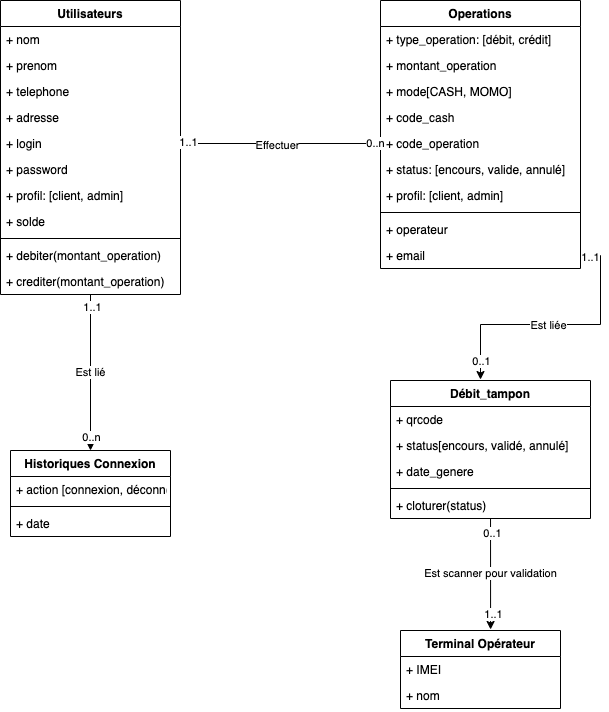 Utilisateurs
+ nom
+ prenom
+ telephone
+ adresse
+ login
+ password
+ profil: [client, admin]
+ solde
+ debiter(montant_operation)
+ crediter(montant_operation)
1..1
Effectuer
0..n
Operations
+ type_operation: [débit, crédit]
+ montant_operation
+ mode[CASH, MOMO]
+ code_cash
+ code_operation
+ status: [encours, valide, annulé]
+ profil: [client, admin]
+ operateur
+ email
1..1
Est liée
0..1
1..1
Est lié
0..n
Historiques Connexion
+ action [connexion, déconn
+ date
Débit_tampon
+ qrcode
+ status[encours, validé, annulé]
+ date_genere
+ cloturer(status)
0..1
Est scanner pour validation
1..1
Terminal Opérateur
+ IMEI
+ nom